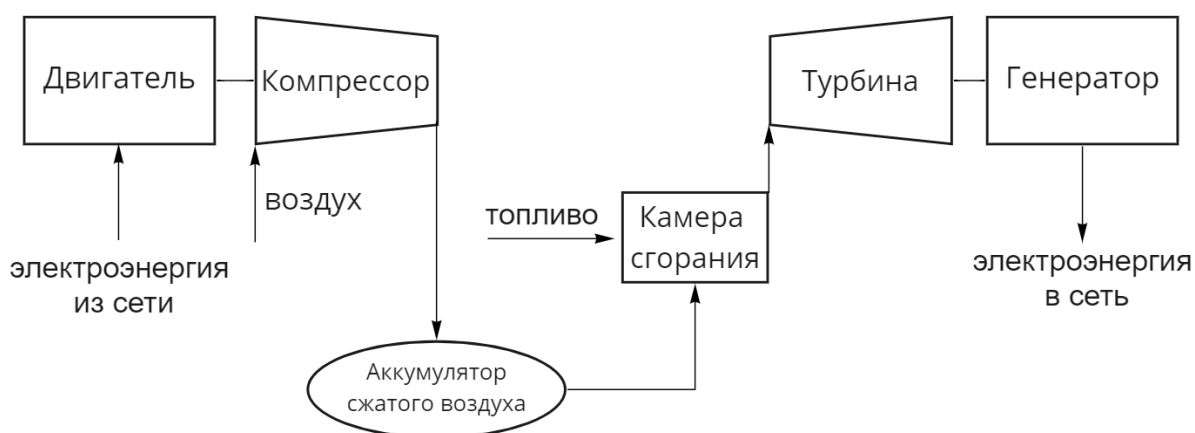 Двигатель
Компрессор
Турбина
Генератор
воздух
топливо
Камера
сгорания
электроэнергия
из сети
электроэнергия
в сеть
Аккумулятор
сжатого воздуха